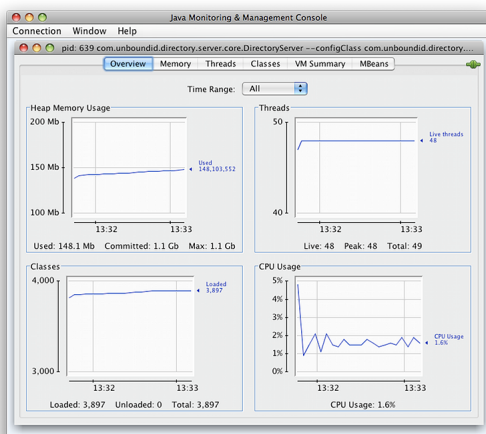 Java Monitoring & Management Console
Connection Window Help
pid: 639 com.unboundid.directory.server.core.DirectoryServer --configClass com.unboundid.directory....
Overview Memory Threads Classes VM Summary MBeans
Time Range: All
Heap Memory Usage
200 Mb
150 Mb
100 Mb
Used
148,103,552
13:32 13:33
Used: 148.1 Mb Committed: 1.1 Gb Max: 1.1 Gb
Threads
50
40
Live threads
48
13:32 13:33
Live: 48 Peak: 48 Total: 49
Classes
4,000
3,000
Loaded
3,897
13:32 13:33
Loaded: 3,897 Unloaded: 0 Total: 3,897
CPU Usage
5%
4%
3%
2%
1%
0%
CPU Usage
1.6%
13:32 13:33
CPU Usage: 1.6%